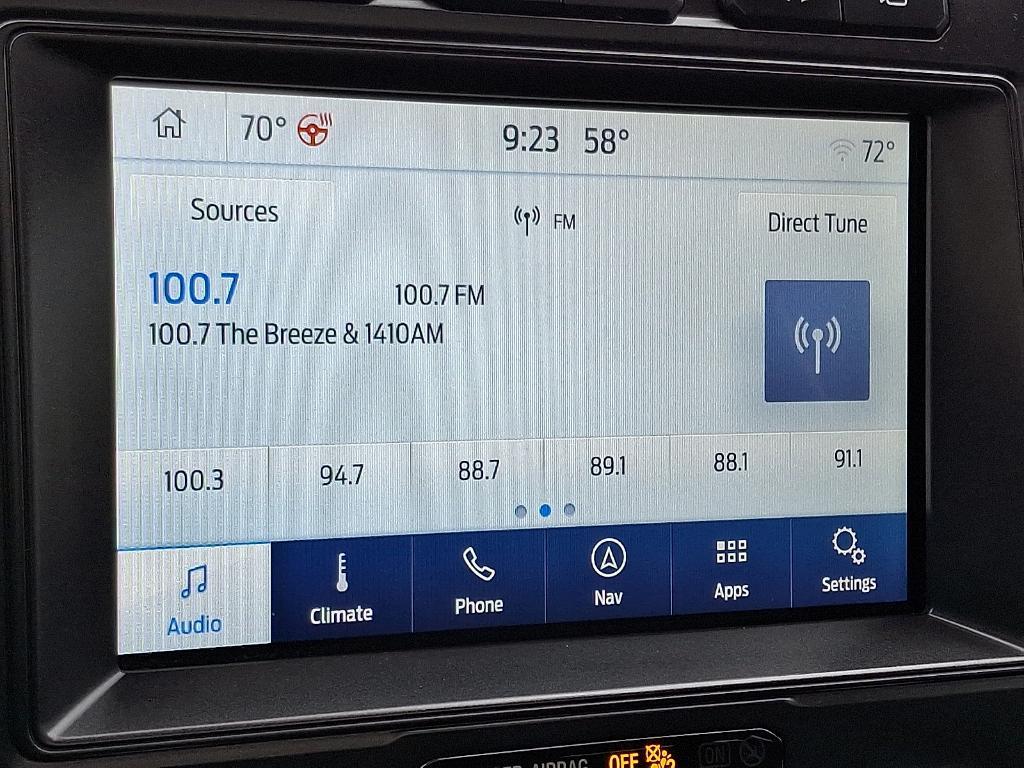 70° 9:23 58° 72°
Sources FM Direct Tune
100.7 100.7 FM
100.7 The Breeze & 1410AM
100.3 94.7 88.7 89.1 88.1 91.1
Audio Climate Phone Nav Apps Settings
AIRBAG OFF ON